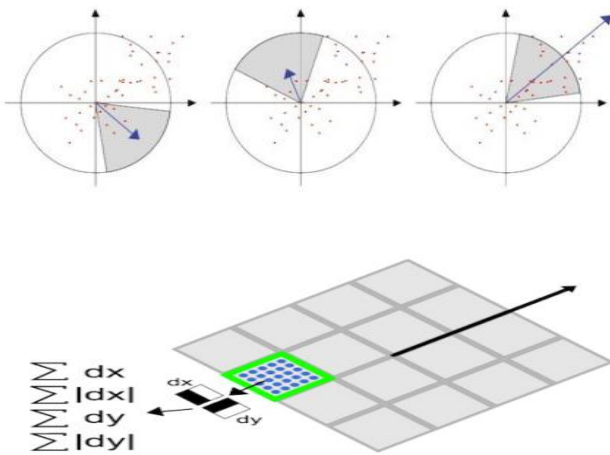 dx
dy
∑ dx
∑ |dx|
∑ dy
∑ |dy|